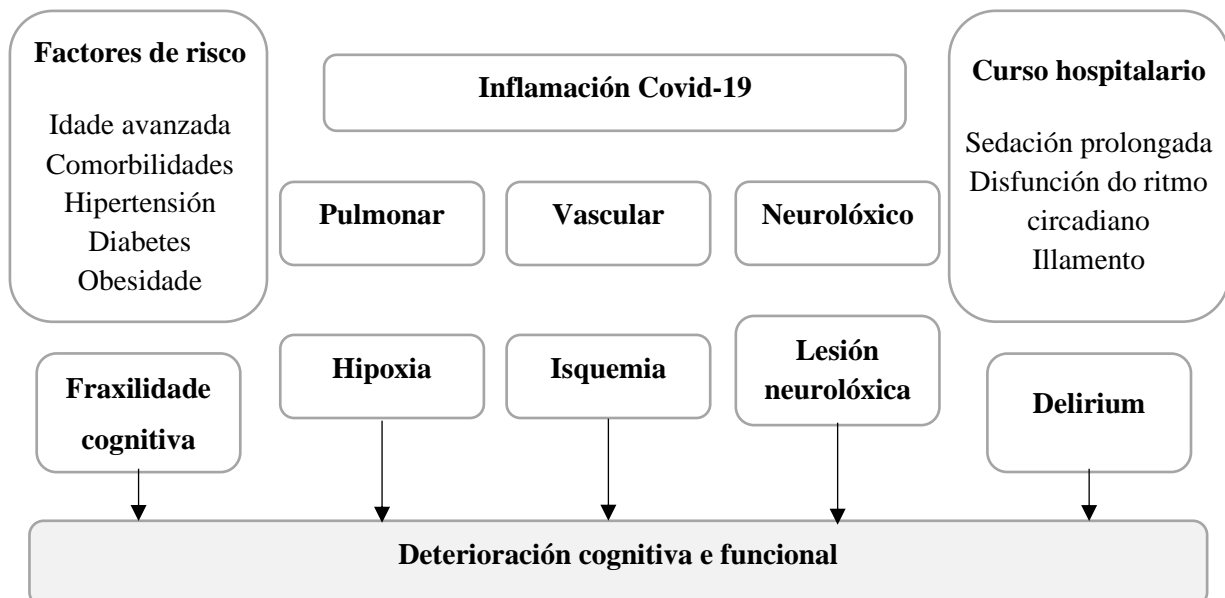 Factores de risco
Idade avanzada
Comorbilidades
Hipertensión
Diabetes
Obesidade
Inflamación Covid-19
Curso hospitalario
Sedación prolongada
Disfunción do ritmo
circadiano
Illamento
Pulmonar
Vascular
Neurolóxico
Fraxilidade
cognitiva
Hipoxia
Isquemia
Lesión
neurolóxica
Delirium
Deterioración cognitiva e funcional